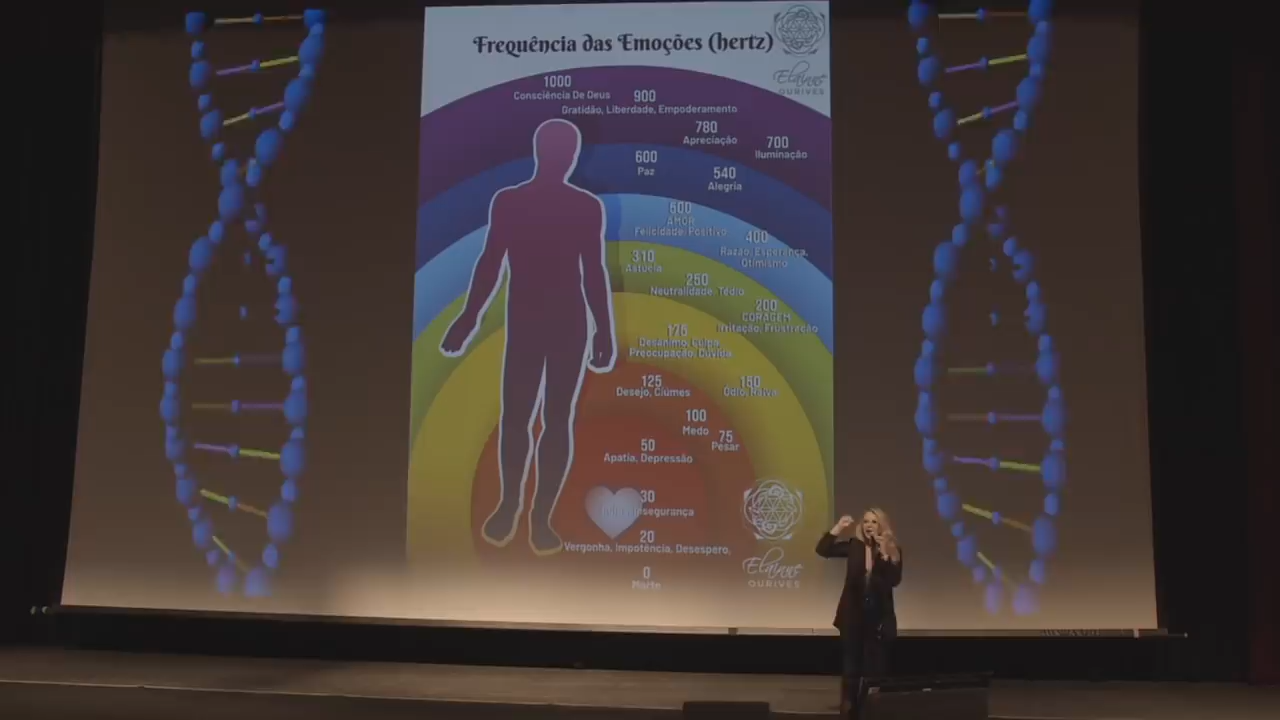 Frequência das Emoções (hertz)
Elainne
OURIVES
1000
Consciência De Deus
900
Gratidão, Liberdade, Empoderamento
780
Apreciação
700
Iluminação
600
Paz
540
Alegria
500
AMOR
Felicidade, Positivo
400
Razão, Esperança,
Otimismo
310
Astúcia
250
Neutralidade, Tédio
200
CORAGEM
Irritação, Frustração
175
Desânimo, Culpa
Preocupação, Dúvida
125
Desejo, Ciúmes
150
Ódio, Raiva
100
Medo
75
Pesar
50
Apatia, Depressão
30
Insegurança
20
Vergonha, Impotência, Desespero,
0
Morte
Elainne
OURIVES